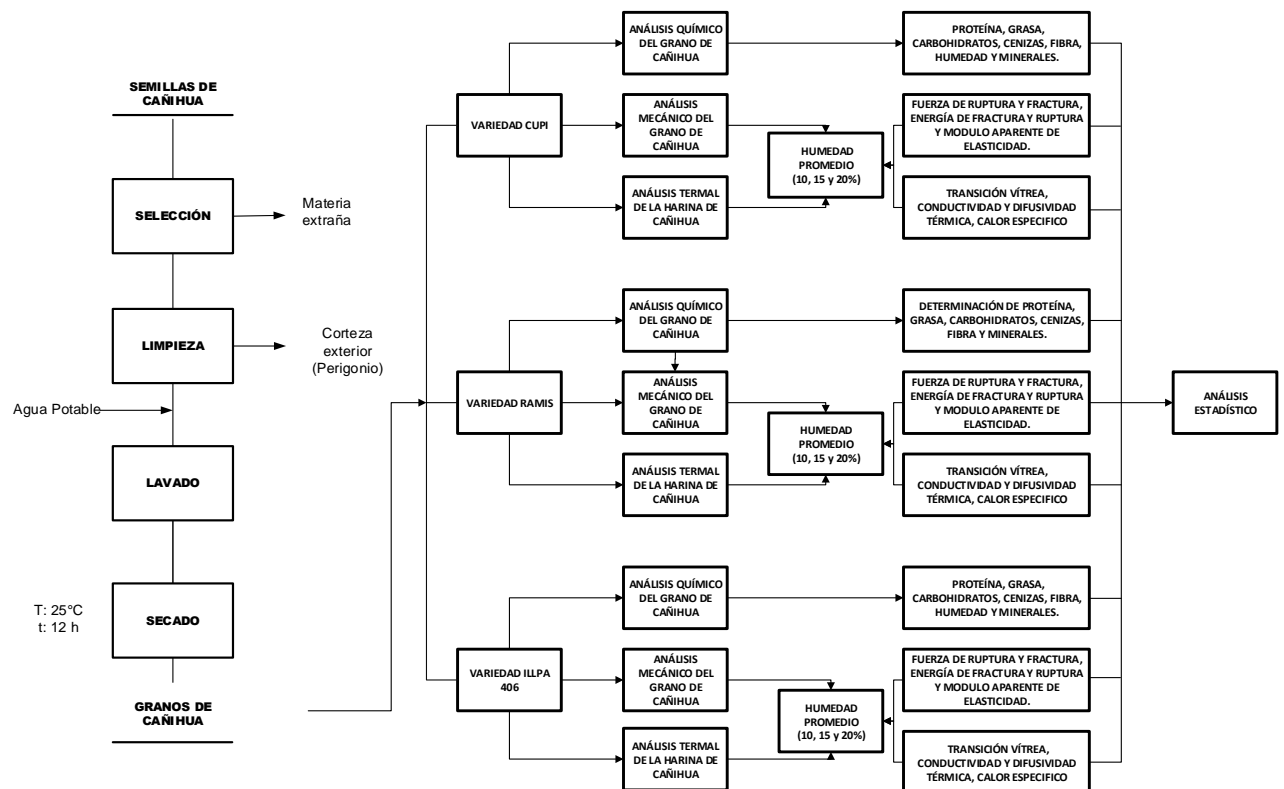 SEMILLAS DE
CAÑIHUA
SELECCIÓN
Materia
extraña
LIMPIEZA
Corteza
exterior
(Perigonio)
Agua Potable
LAVADO
T: 25°C
t: 12 h
SECADO
GRANOS DE
CAÑIHUA
VARIEDAD CUPI
ANÁLISIS QUÍMICO
DEL GRANO DE
CAÑIHUA
PROTEÍNA, GRASA,
CARBOHIDRATOS, CENIZAS, FIBRA,
HUMEDAD Y MINERALES.
ANÁLISIS
MECÁNICO DEL
GRANO DE
CAÑIHUA
HUMEDAD
PROMEDIO
(10, 15 y 20%)
FUERZA DE RUPTURA Y FRACTURA,
ENERGÍA DE FRACTURA Y RUPTURA
Y MODULO APARENTE DE
ELASTICIDAD.
ANÁLISIS TERMAL
DE LA HARINA DE
CAÑIHUA
TRANSICIÓN VÍTREA,
CONDUCTIVIDAD Y DIFUSIVIDAD
TÉRMICA, CALOR ESPECIFICO
VARIEDAD RAMIS
ANÁLISIS QUÍMICO
DEL GRANO DE
CAÑIHUA
DETERMINACIÓN DE PROTEÍNA,
GRASA, CARBOHIDRATOS, CENIZAS,
FIBRA Y MINERALES.
ANÁLISIS
MECÁNICO DEL
GRANO DE
CAÑIHUA
HUMEDAD
PROMEDIO
(10, 15 y 20%)
FUERZA DE RUPTURA Y FRACTURA,
ENERGÍA DE FRACTURA Y RUPTURA
Y MODULO APARENTE DE
ELASTICIDAD.
ANÁLISIS TERMAL
DE LA HARINA DE
CAÑIHUA
TRANSICIÓN VÍTREA,
CONDUCTIVIDAD Y DIFUSIVIDAD
TÉRMICA, CALOR ESPECIFICO
VARIEDAD ILLPA
406
ANÁLISIS QUÍMICO
DEL GRANO DE
CAÑIHUA
PROTEÍNA, GRASA,
CARBOHIDRATOS, CENIZAS, FIBRA,
HUMEDAD Y MINERALES.
ANÁLISIS
MECÁNICO DEL
GRANO DE
CAÑIHUA
HUMEDAD
PROMEDIO
(10, 15 y 20%)
FUERZA DE RUPTURA Y FRACTURA,
ENERGÍA DE FRACTURA Y RUPTURA
Y MODULO APARENTE DE
ELASTICIDAD.
ANÁLISIS TERMAL
DE LA HARINA DE
CAÑIHUA
TRANSICIÓN VÍTREA,
CONDUCTIVIDAD Y DIFUSIVIDAD
TÉRMICA, CALOR ESPECIFICO
ANÁLISIS
ESTADÍSTICO